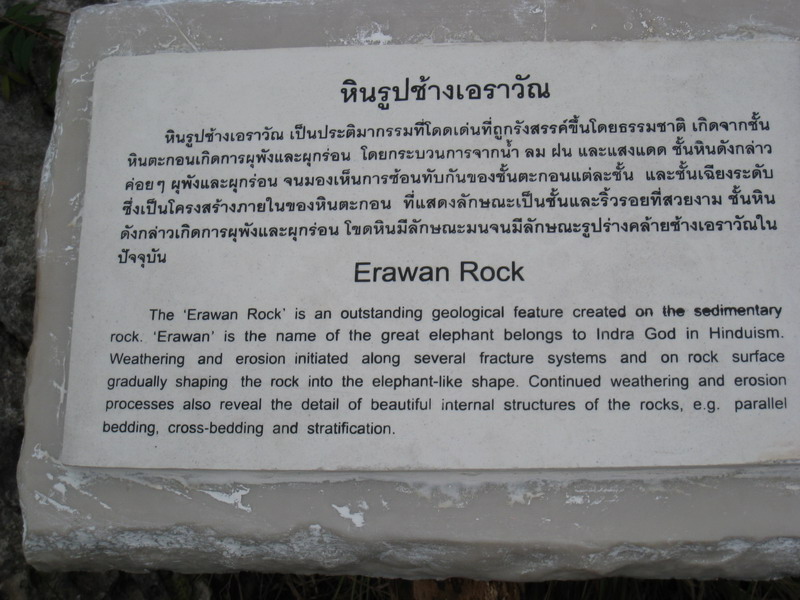 หินรูปช้างเอราวัณ
หินรูปช้างเอราวัณ เป็นประติมากรรมที่โดดเด่นที่ถูกรังสรรค์ขึ้นโดยธรรมชาติ เกิดจากชั้น
หินตะกอนเกิดการผุพังและผุกร่อน โดยกระบวนการจากน้ำ ลม ฝน และแสงแดด ชั้นหินดังกล่าว
ค่อยๆ ผุพังและผุกร่อน จนมองเห็นการซ้อนทับกันของชั้นตะกอนแต่ละชั้น และชั้นเฉียงระดับ
ซึ่งเป็นโครงสร้างภายในของหินตะกอน ที่แสดงลักษณะเป็นชั้นและริ้วรอยที่สวยงาม ชั้นหิน
ดังกล่าวเกิดการผุพังและผุกร่อน โขดหินมีลักษณะมนจนมีลักษณะรูปร่างคล้ายช้างเอราวัณใน
ปัจจุบัน
Erawan Rock
The 'Erawan Rock' is an outstanding geological feature created on the sedimentary
rock. 'Erawan' is the name of the great elephant belongs to Indra God in Hinduism.
Weathering and erosion initiated along several fracture systems and on rock surface
gradually shaping the rock into the elephant-like shape. Continued weathering and erosion
processes also reveal the detail of beautiful internal structures of the rocks, e.g. parallel
bedding, cross-bedding and stratification.